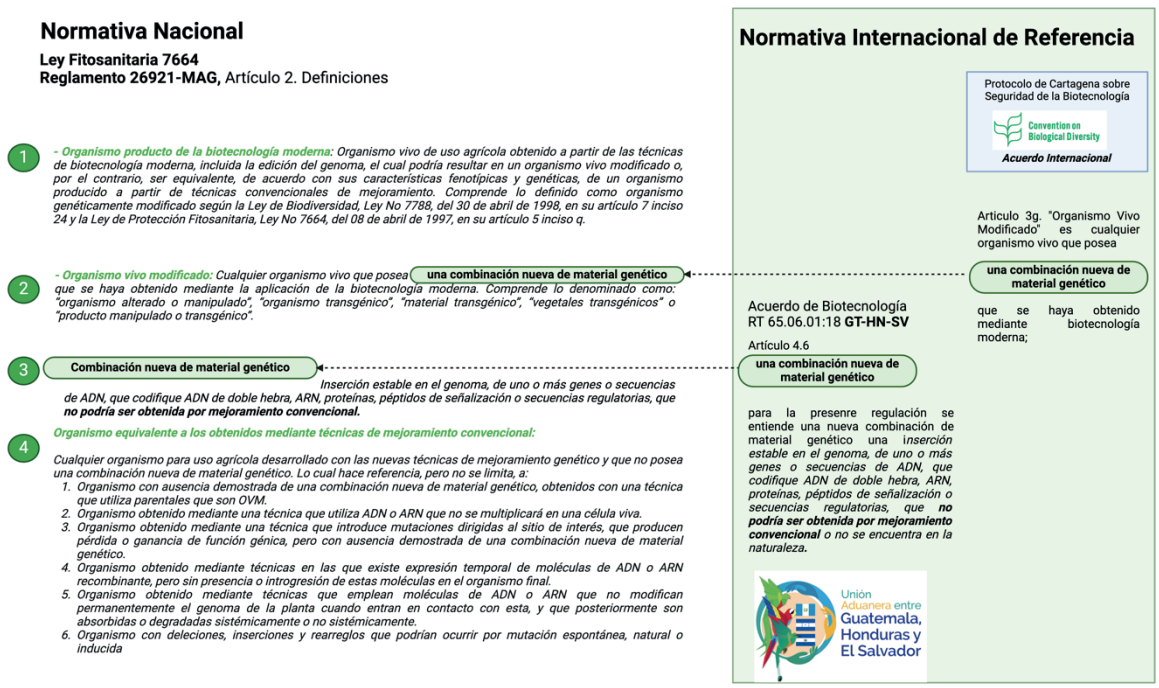 Normativa Nacional
Ley Fitosanitaria 7664
Reglamento 26921-MAG, Artículo 2. Definiciones
1
- Organismo producto de la biotecnología moderna: Organismo vivo de uso agrícola obtenido a partir de las técnicas
de biotecnología moderna, incluida la edición del genoma, el cual podría resultar en un organismo vivo modificado o,
por el contrario, ser equivalente, de acuerdo con sus características fenotípicas y genéticas, de un organismo
producido a partir de técnicas convencionales de mejoramiento. Comprende lo definido como organismo
genéticamente modificado según la Ley de Biodiversidad, Ley No 7788, del 30 de abril de 1998, en su artículo 7 inciso
24 y la Ley de Protección Fitosanitaria, Ley No 7664, del 08 de abril de 1997, en su artículo 5 inciso q.
2
- Organismo vivo modificado: Cualquier organismo vivo que posea una combinación nueva de material genético
que se haya obtenido mediante la aplicación de la biotecnología moderna. Comprende lo denominado como:
“organismo alterado o manipulado”, “organismo transgénico”, “material transgénico”, “vegetales transgénicos” o
“producto manipulado o transgénico”.
3
Combinación nueva de material genético
Inserción estable en el genoma, de uno o más genes o secuencias
de ADN, que codifique ADN de doble hebra, ARN, proteínas, péptidos de señalización o secuencias regulatorias, que
no podría ser obtenida por mejoramiento convencional.
4
Organismo equivalente a los obtenidos mediante técnicas de mejoramiento convencional:
Cualquier organismo para uso agrícola desarrollado con las nuevas técnicas de mejoramiento genético y que no posea
una combinación nueva de material genético. Lo cual hace referencia, pero no se limita, a:
1. Organismo con ausencia demostrada de una combinación nueva de material genético, obtenidos con una técnica
que utiliza parentales que son OVM.
2. Organismo obtenido mediante una técnica que utiliza ADN o ARN que no se multiplicará en una célula viva.
3. Organismo obtenido mediante una técnica que introduce mutaciones dirigidas al sitio de interés, que producen
pérdida o ganancia de función génica, pero con ausencia demostrada de una combinación nueva de material
genético.
4. Organismo obtenido mediante técnicas en las que existe expresión temporal de moléculas de ADN o ARN
recombinante, pero sin presencia o introgresión de estas moléculas en el organismo final.
5. Organismo obtenido mediante técnicas que emplean moléculas de ADN o ARN que no modifican
permanentemente el genoma de la planta cuando entran en contacto con esta, y que posteriormente son
absorbidas o degradadas sistémicamente o no sistémicamente.
6. Organismo con deleciones, inserciones y rearreglos que podrían ocurrir por mutación espontánea, natural o
inducida
Normativa Internacional de Referencia
Protocolo de Cartagena sobre
Seguridad de la Biotecnología
Convention on
Biological Diversity
Acuerdo Internacional
Articulo 3g. "Organismo Vivo
Modificado" es cualquier
organismo vivo que posea
una combinación nueva de
material genético
que se haya obtenido
mediante biotecnología
moderna;
Acuerdo de Biotecnología
RT 65.06.01:18 GT-HN-SV
Artículo 4.6
una combinación nueva de
material genético
para la presenre regulación se
entiende una nueva combinación de
material genético una inserción
estable en el genoma, de uno o más
genes o secuencias de ADN, que
codifique ADN de doble hebra, ARN,
proteínas, péptidos de señalización o
secuencias regulatorias, que no
podría ser obtenida por mejoramiento
convencional o no se encuentra en la
naturaleza.
Unión
Aduanera entre
Guatemala,
Honduras y
El Salvador